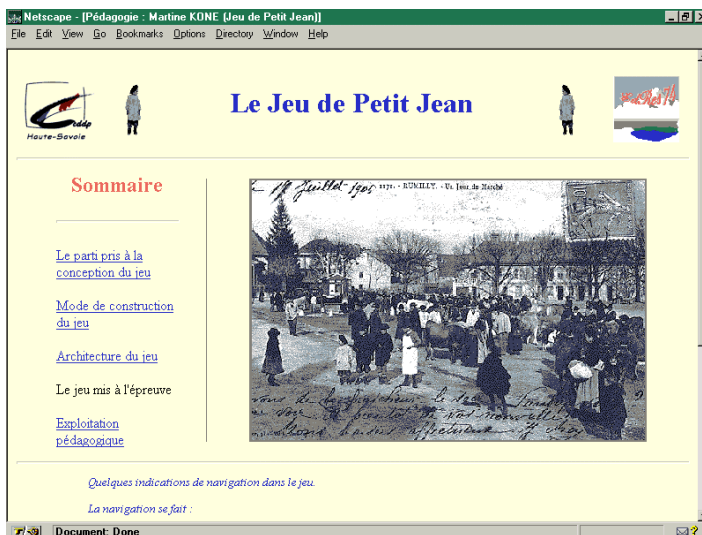 Netscape - [Pédagogie : Martine KONE (Jeu de Petit Jean)]
File Edit View Go Bookmarks Options Directory Window Help
Cddp
Haute-Savoie
Le Jeu de Petit Jean
Sommaire
Le parti pris à la
conception du jeu
Mode de construction
du jeu
Architecture du jeu
Le jeu mis à l'épreuve
Exploitation
pédagogique
Juillet 1905
RUMILLY. - Un Jour de Marché
Quelques indications de navigation dans le jeu.
La navigation se fait :
Document: Done